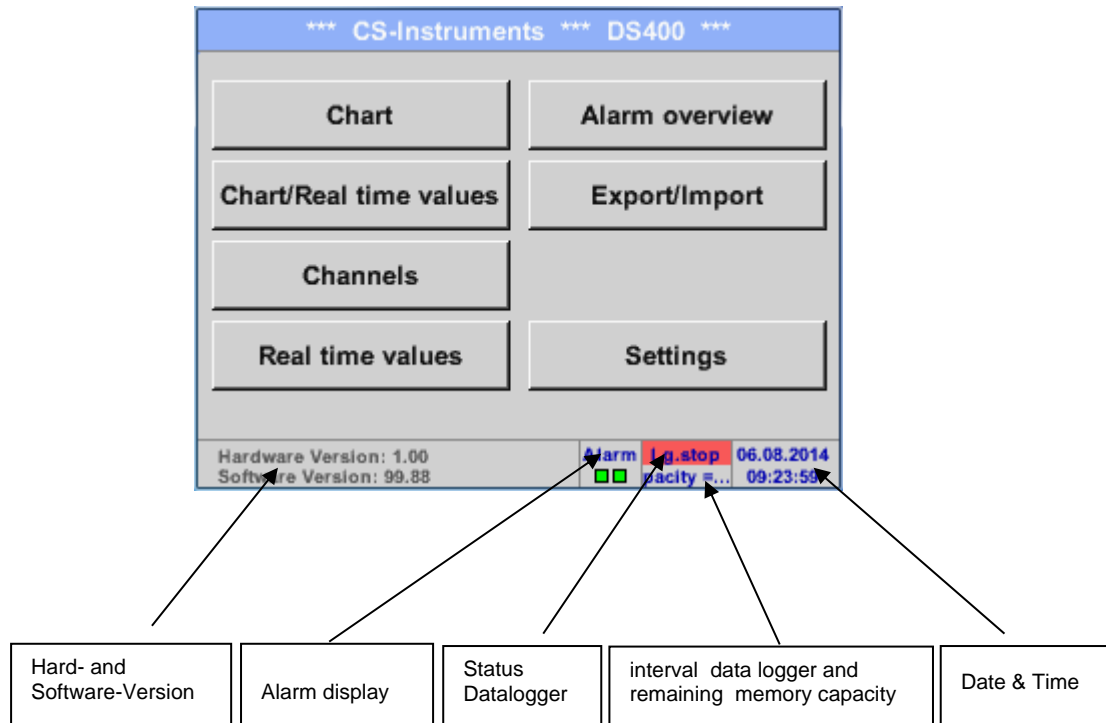 *** CS-Instruments *** DS400 ***
Chart
Alarm overview
Chart/Real time values
Export/Import
Channels
Real time values
Settings
Hardware Version: 1.00
Software Version: 99.88
Alarm
Lg.stop
pacity =...
06.08.2014
09:23:59
Hard- and
Software-Version
Alarm display
Status
Datalogger
interval data logger and
remaining memory capacity
Date & Time